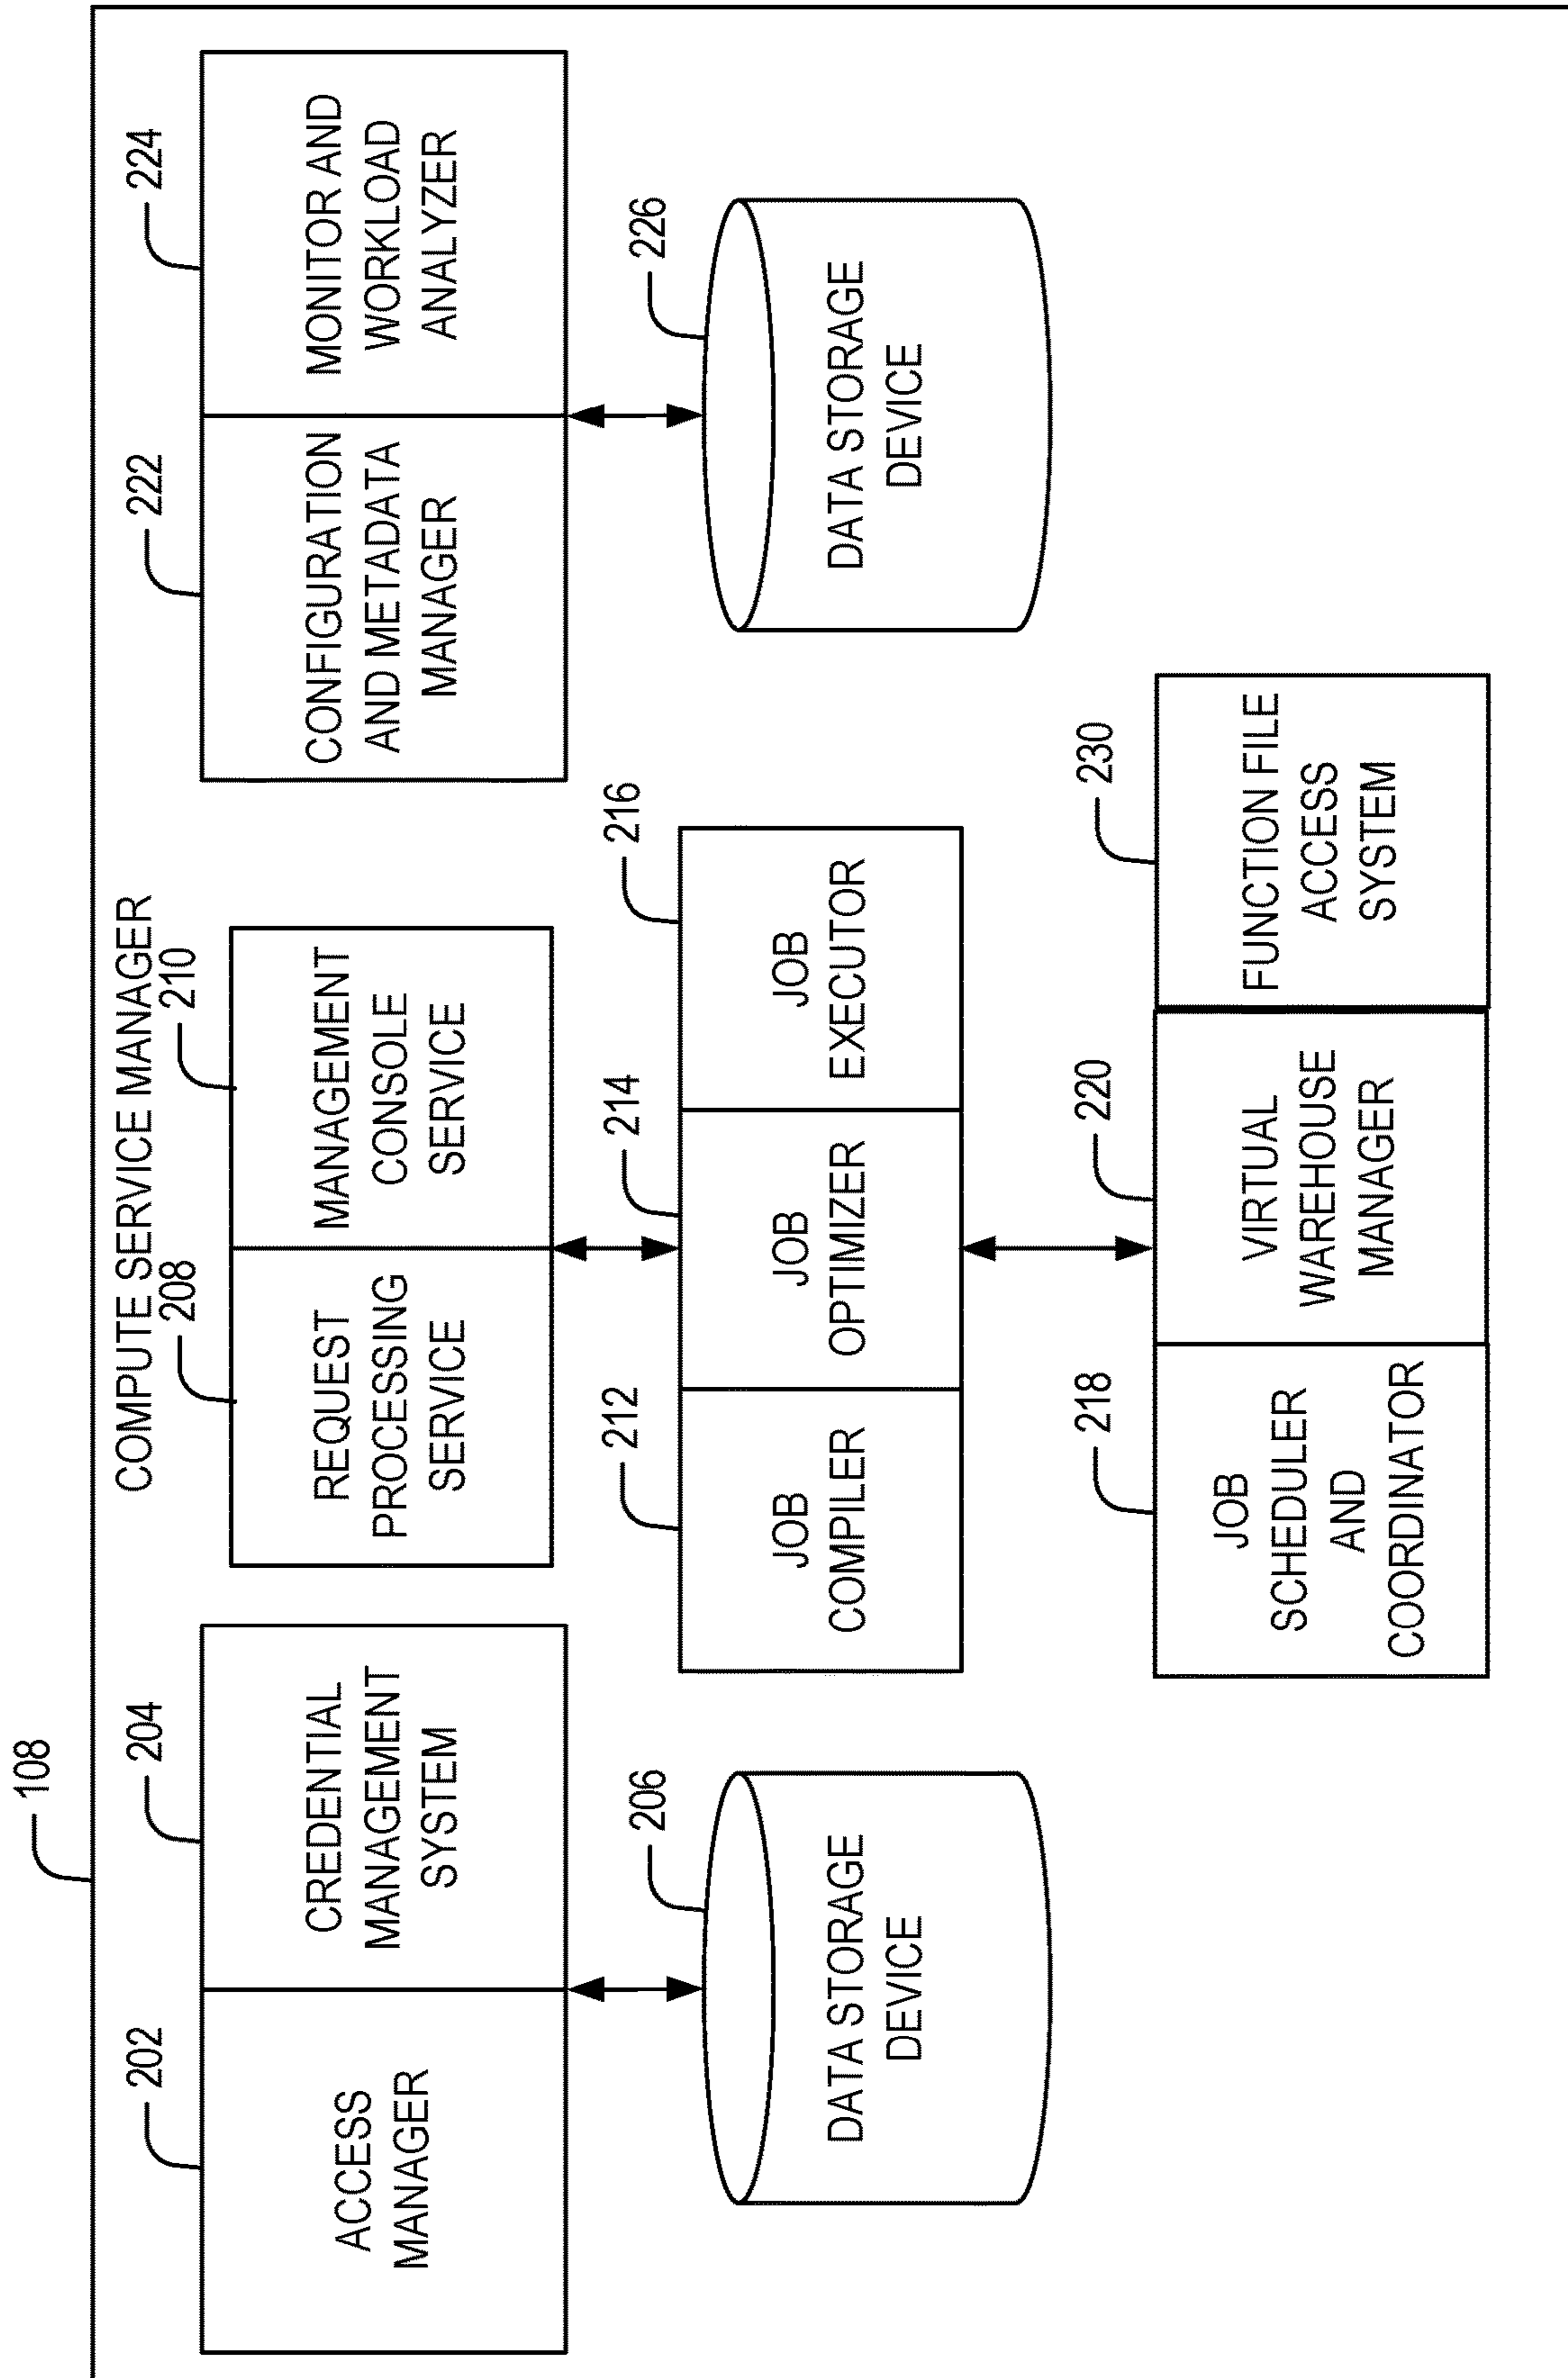 108
COMPUTE SERVICE MANAGER
202
ACCESS
MANAGER
204
CREDENTIAL
MANAGEMENT
SYSTEM
206
DATA STORAGE
DEVICE
208
REQUEST
PROCESSING
SERVICE
210
MANAGEMENT
CONSOLE
SERVICE
212
JOB
COMPILER
214
JOB
OPTIMIZER
216
JOB
EXECUTOR
218
JOB
SCHEDULER
AND
COORDINATOR
220
VIRTUAL
WAREHOUSE
MANAGER
230
FUNCTION FILE
ACCESS
SYSTEM
222
CONFIGURATION
AND METADATA
MANAGER
224
MONITOR AND
WORKLOAD
ANALYZER
226
DATA STORAGE
DEVICE